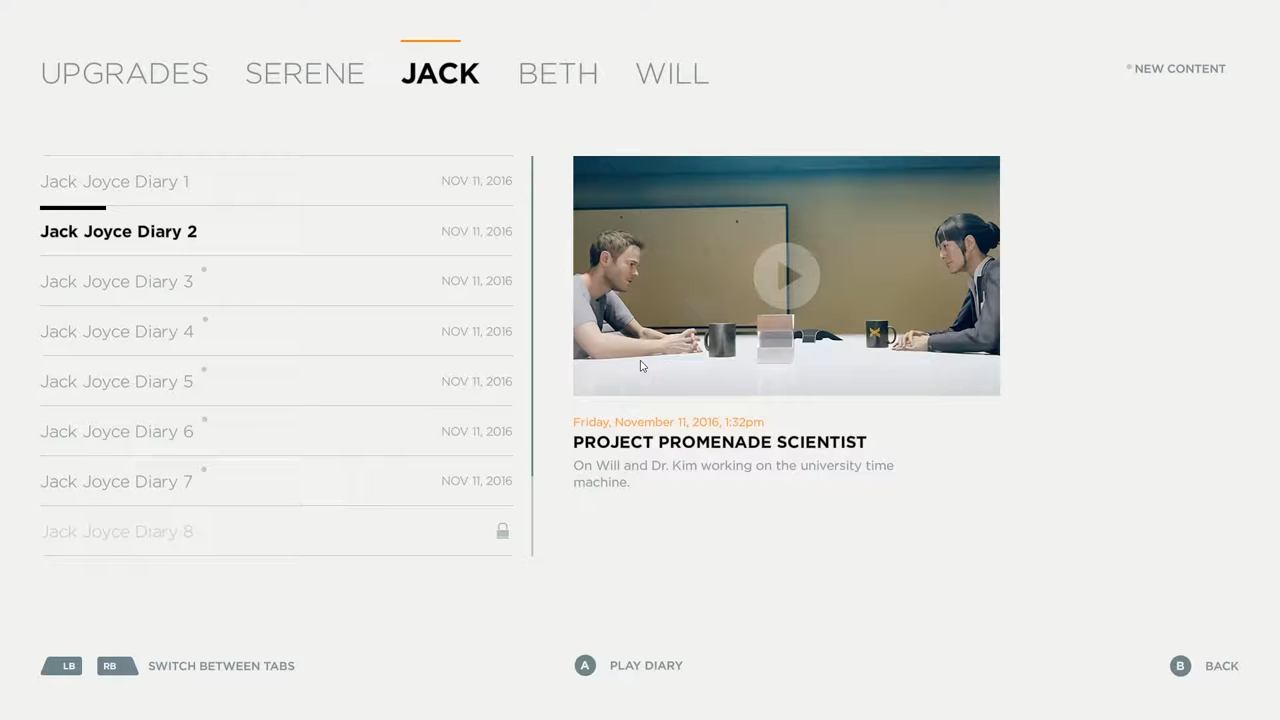 UPGRADES SERENE JACK BETH WILL
NEW CONTENT
Jack Joyce Diary 1 NOV 11, 2016
Jack Joyce Diary 2 NOV 11, 2016
Jack Joyce Diary 3 NOV 11, 2016
Jack Joyce Diary 4 NOV 11, 2016
Jack Joyce Diary 5 NOV 11, 2016
Jack Joyce Diary 6 NOV 11, 2016
Jack Joyce Diary 7 NOV 11, 2016
Jack Joyce Diary 8
Friday, November 11, 2016, 1:32pm
PROJECT PROMENADE SCIENTIST
On Will and Dr. Kim working on the university time
machine.
LB RB SWITCH BETWEEN TABS
A PLAY DIARY
B BACK